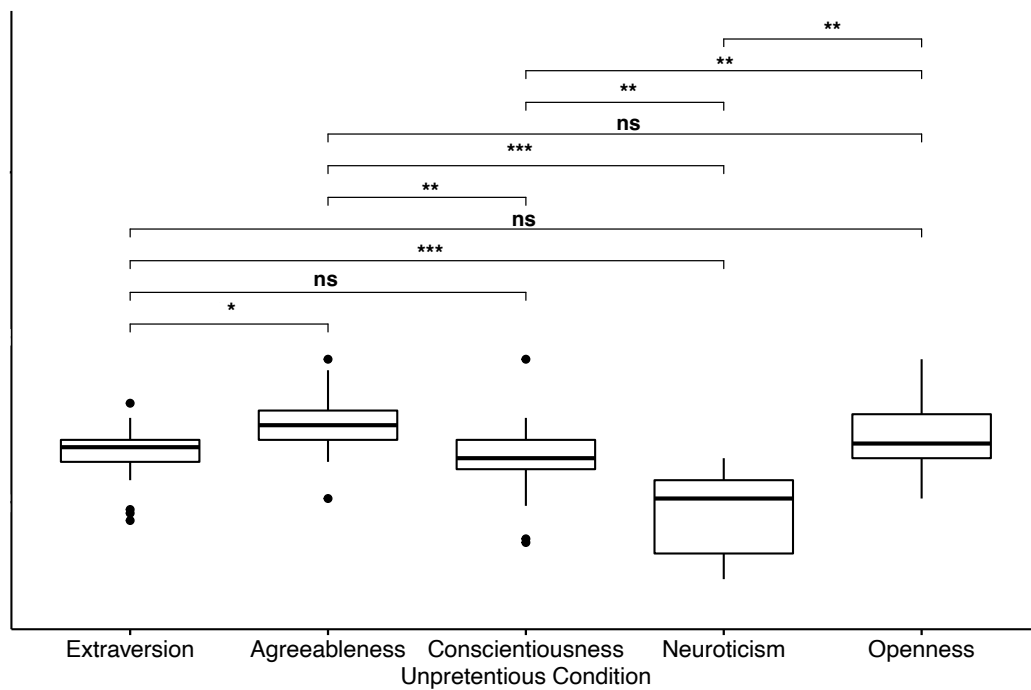 **
**
**
ns
***
**
ns
***
ns
*
Extraversion Agreeableness Conscientiousness Neuroticism Openness
Unpretentious Condition